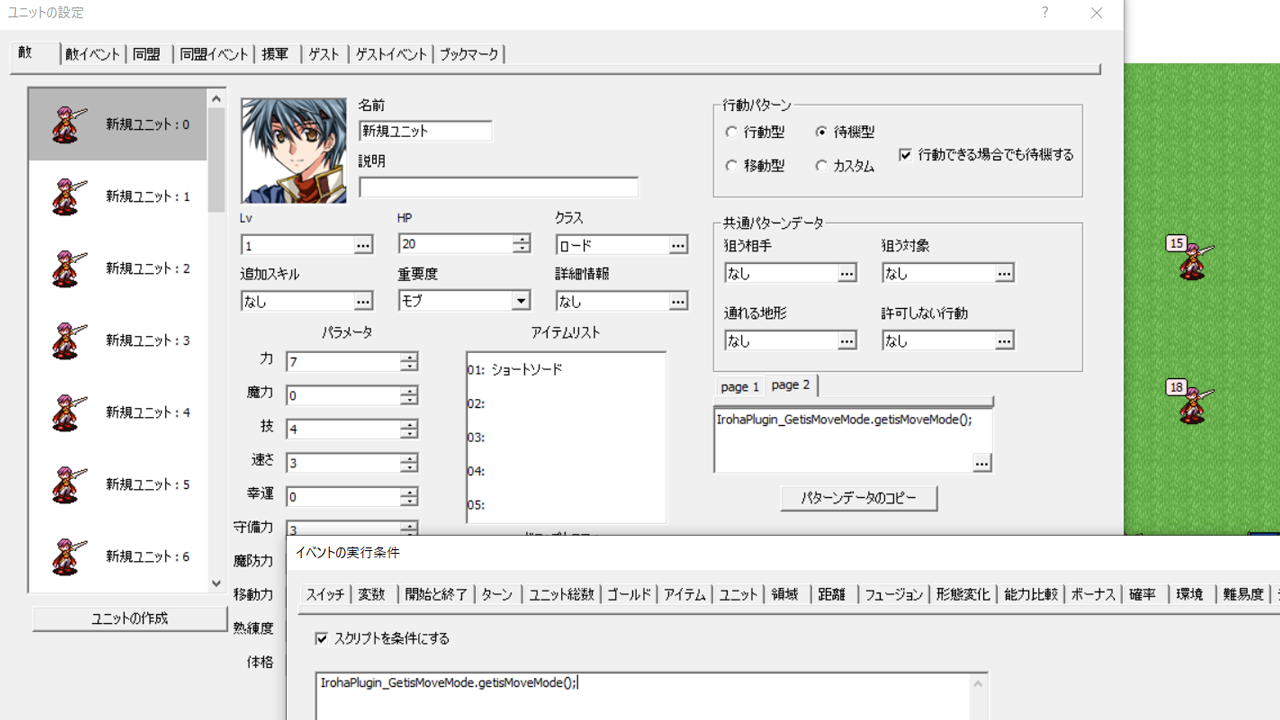 ユニットの設定
?
敵 敵イベント 同盟 同盟イベント 援軍 ゲスト ゲストイベント ブックマーク
新規ユニット : 0
新規ユニット : 1
新規ユニット : 2
新規ユニット : 3
新規ユニット : 4
新規ユニット : 5
新規ユニット : 6
ユニットの作成
名前
新規ユニット
説明
Lv HP クラス
1 ... 20 ロード ...
追加スキル 重要度 詳細情報
なし ... モブ なし ...
パラメータ アイテムリスト
力 7
魔力 0
技 4
速さ 3
幸運 0
守備力 3
魔防力
移動力
熟練度
体格
01: ショートソード
02:
03:
04:
05:
行動パターン
行動型 待機型
移動型 カスタム
行動できる場合でも待機する
共通パターンデータ
狙う相手 狙う対象
なし ... なし ...
通れる地形 許可しない行動
なし ... なし ...
page 1 page 2
IrohaPlugin_GetisMoveMode.getisMoveMode();
...
パターンデータのコピー
15
18
イベントの実行条件
スイッチ 変数 開始と終了 ターン ユニット総数 ゴールド アイテム ユニット 領域 距離 フュージョン 形態変化 能力比較 ボーナス 確率 環境 難易度
スクリプトを条件にする
IrohaPlugin_GetisMoveMode.getisMoveMode();